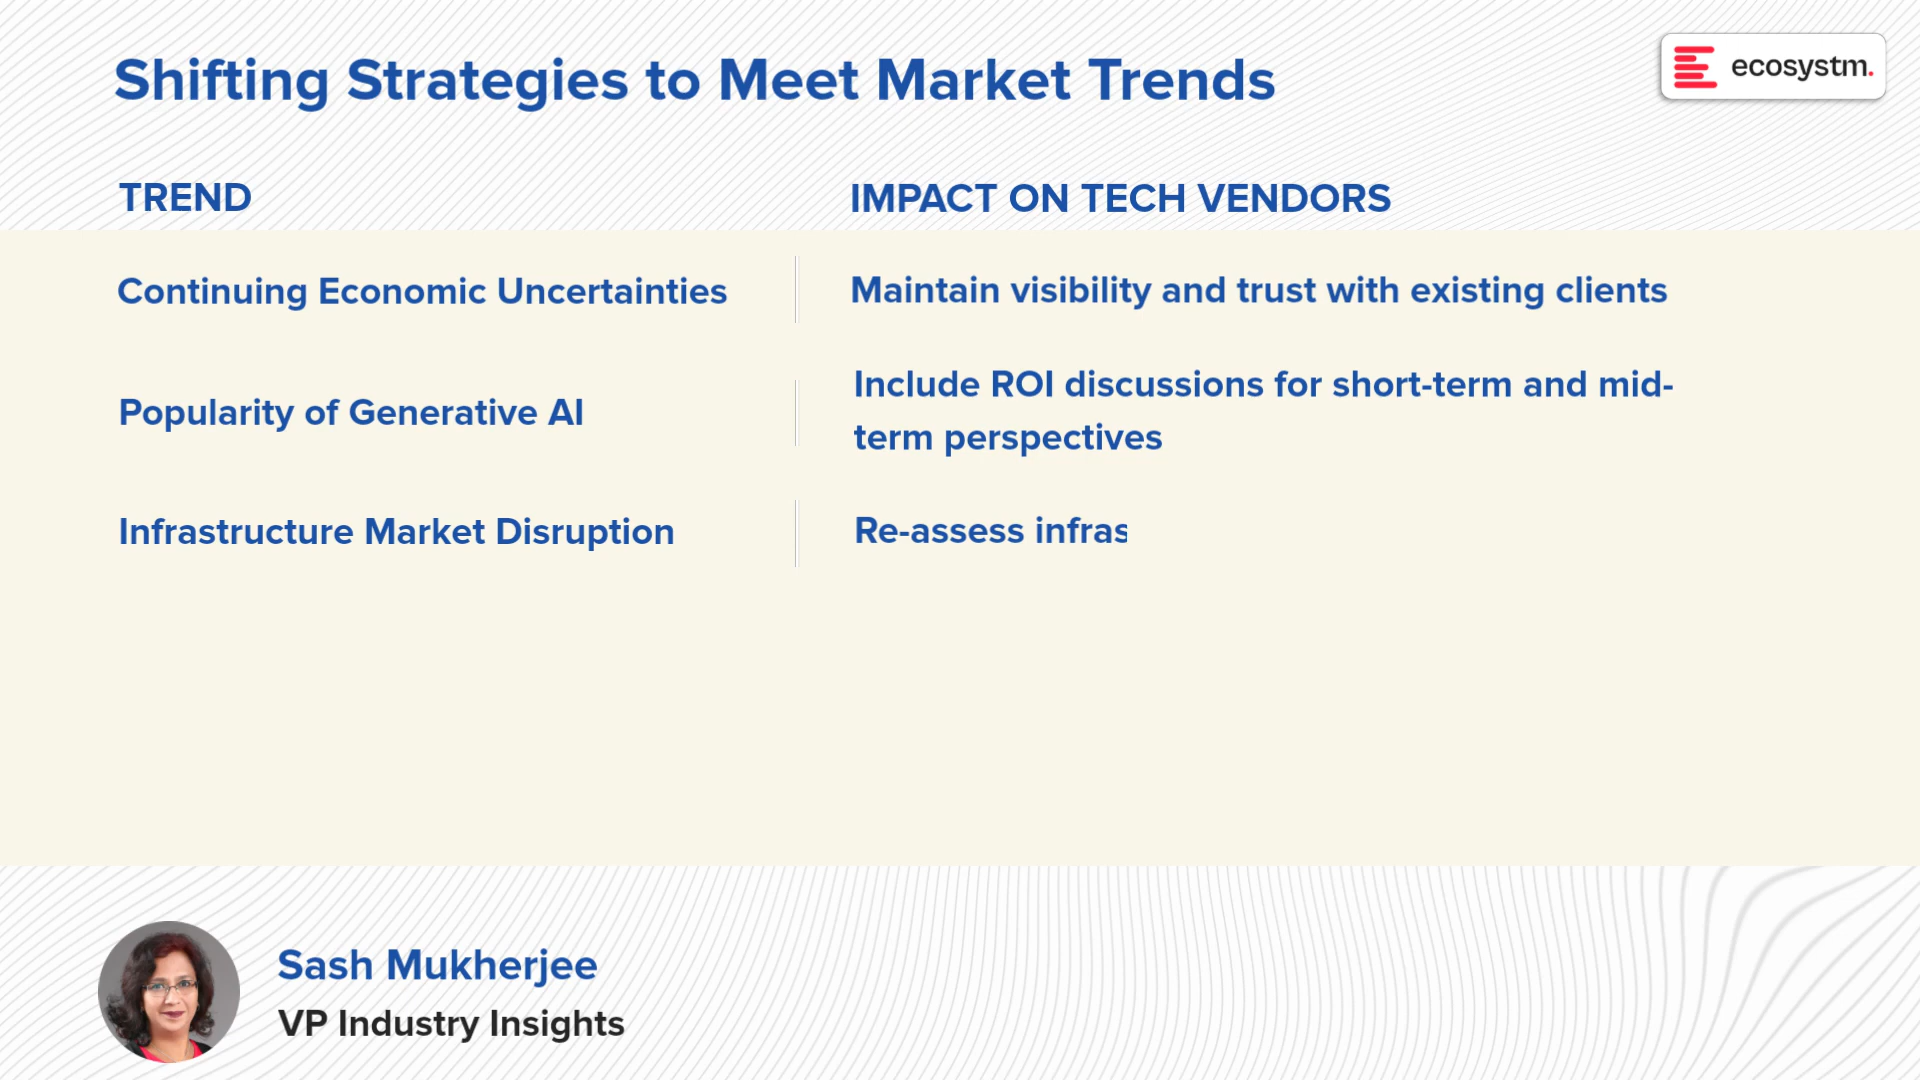 Shifting Strategies to Meet Market Trends
ecosystm.
TREND
IMPACT ON TECH VENDORS
Continuing Economic Uncertainties
Maintain visibility and trust with existing clients
Popularity of Generative AI
Include ROI discussions for short-term and mid-
term perspectives
Infrastructure Market Disruption
Re-assess infras
Sash Mukherjee
VP Industry Insights